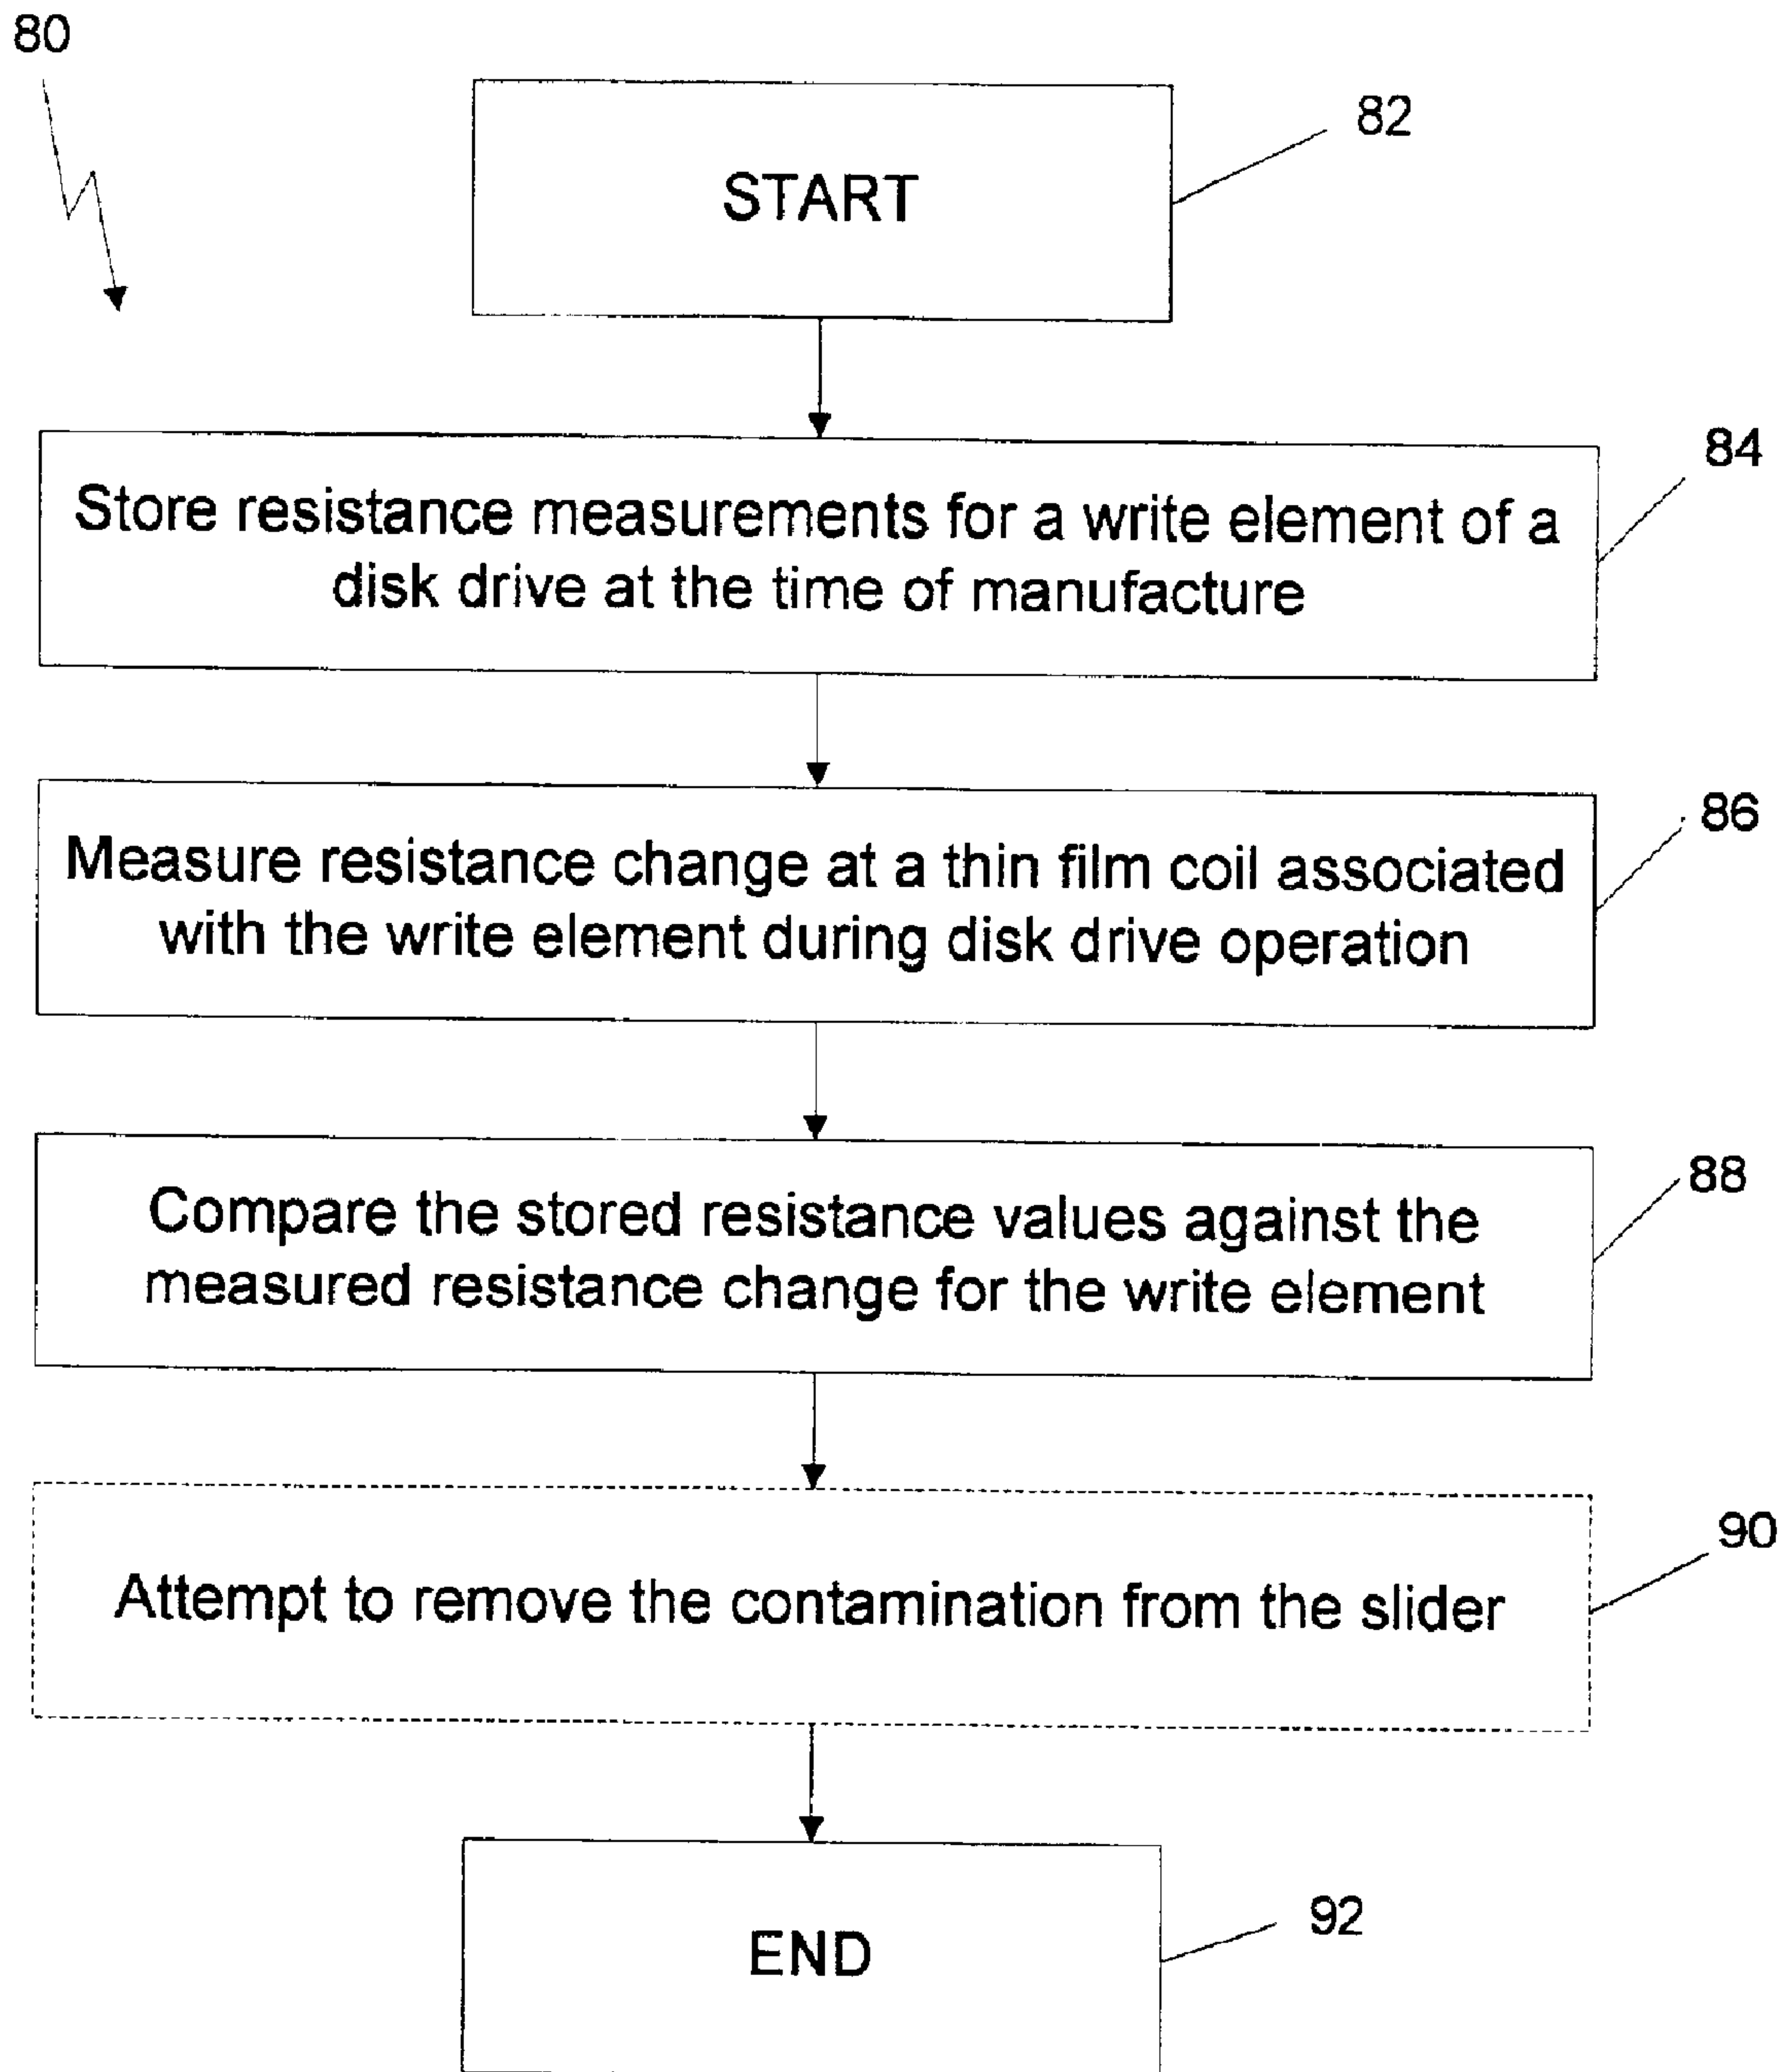 80
START
82
Store resistance measurements for a write element of a
disk drive at the time of manufacture
84
Measure resistance change at a thin film coil associated
with the write element during disk drive operation
86
Compare the stored resistance values against the
measured resistance change for the write element
88
Attempt to remove the contamination from the slider
90
END
92